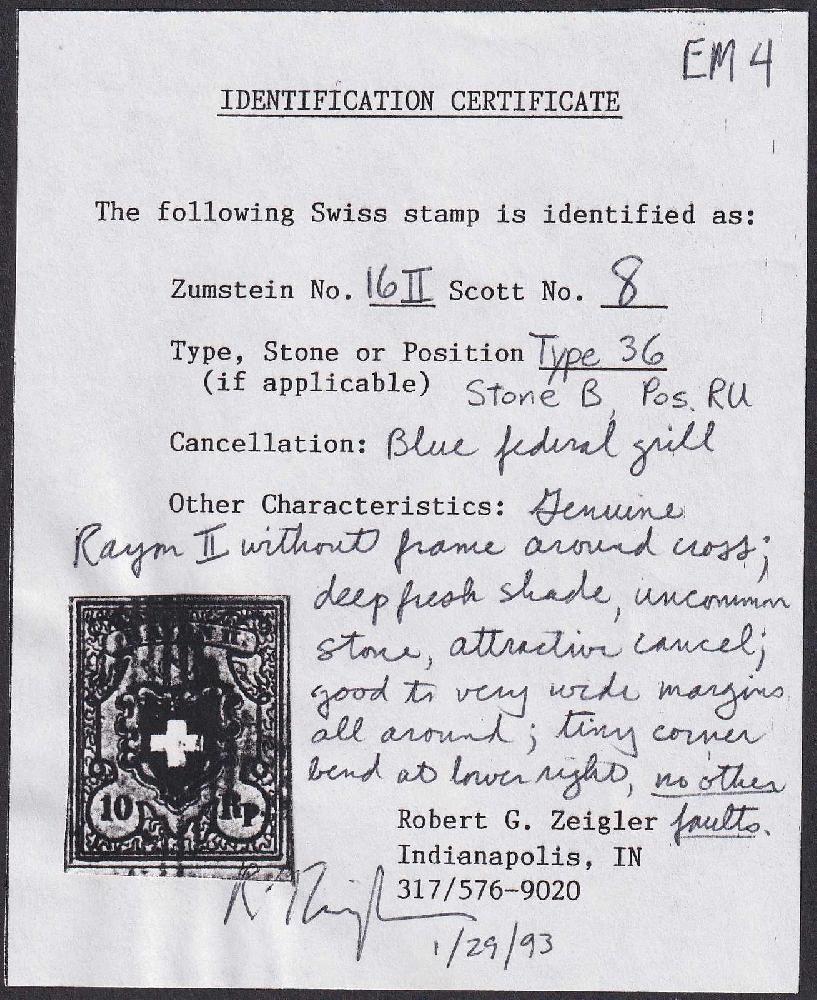 EM 4
IDENTIFICATION CERTIFICATE
The following Swiss stamp is identified as:
Zumstein No. 16 II Scott No. 8
Type, Stone or Position Type 36
(if applicable) Stone B, Pos. RU
Cancellation: Blue federal grill
Other Characteristics: Genuine
Rayon II without frame around cross;
deep fresh shade, uncommon
stone, attractive cancel;
good to very wide margins
all around; tiny corner
bend at lower right, no other
10 Rp.
Robert G. Zeigler faults.
Indianapolis, IN
317/576-9020
1/29/93